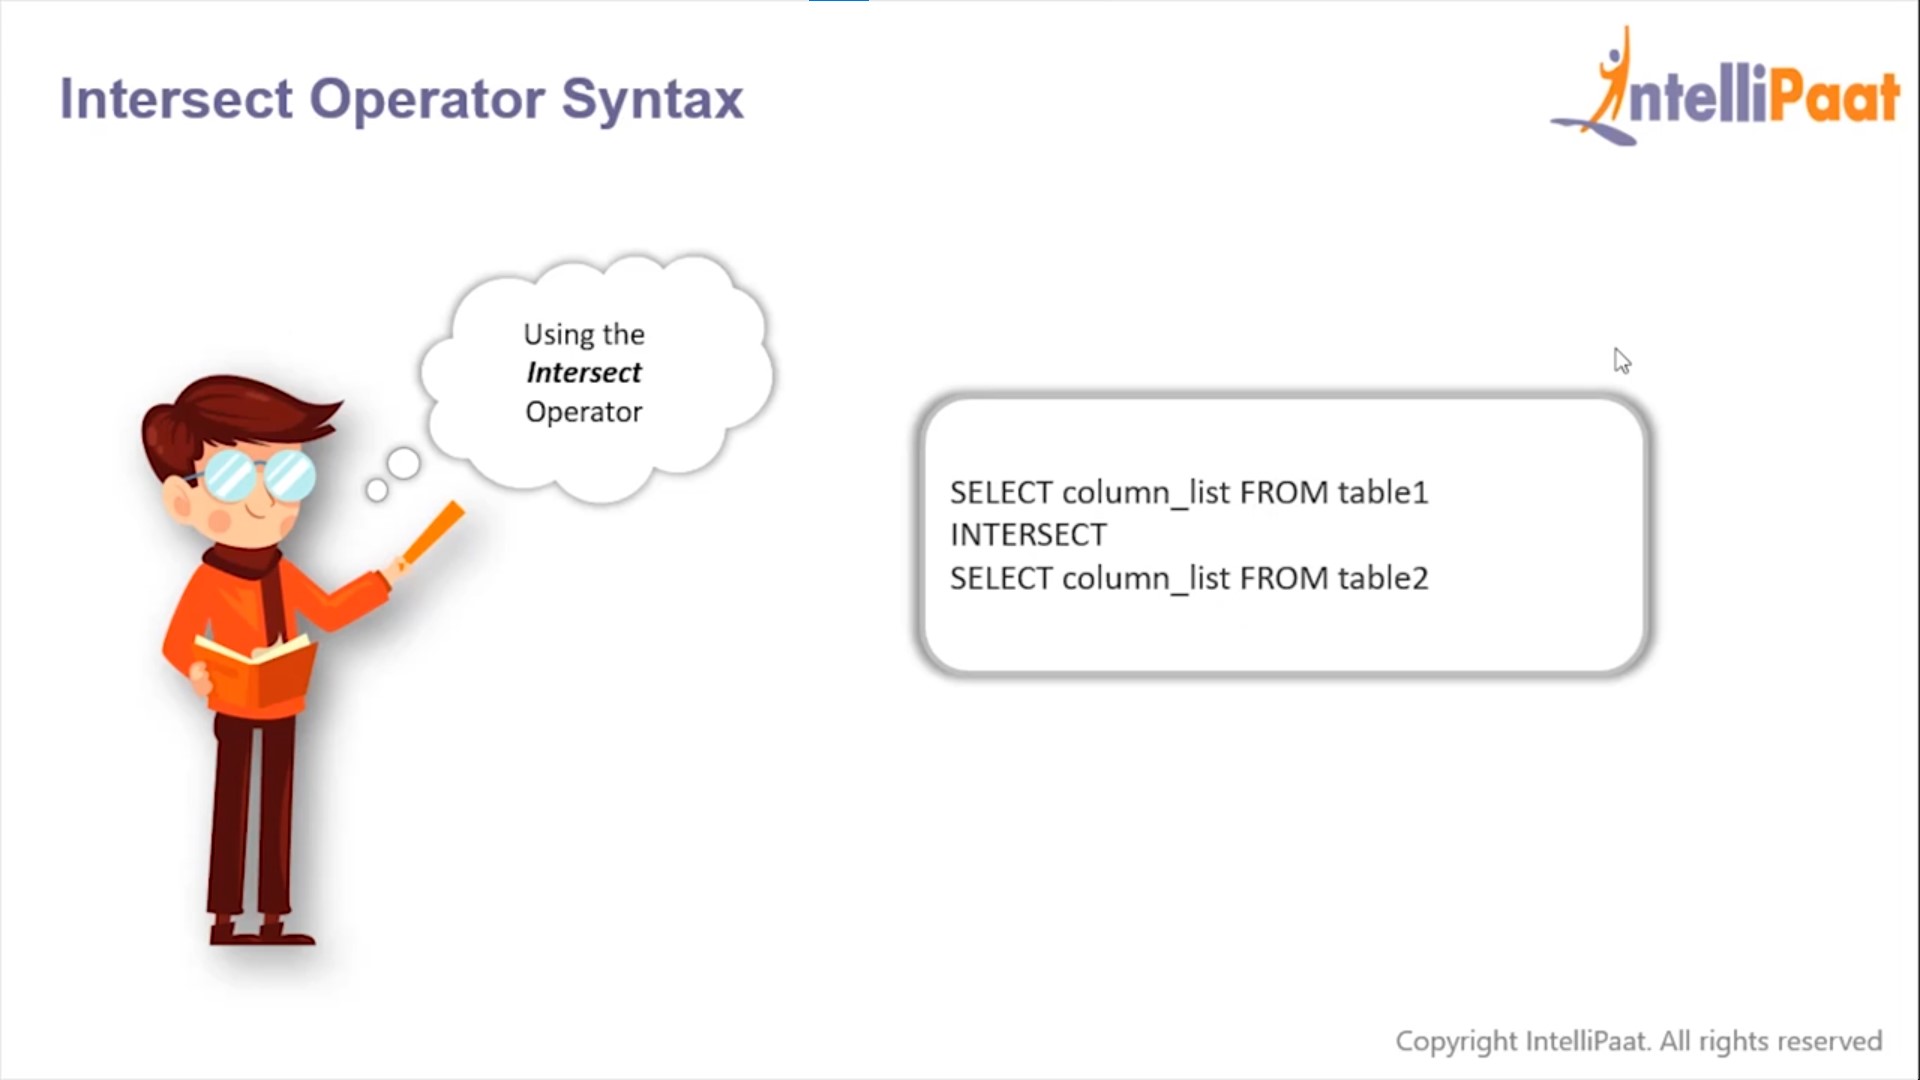 Intersect Operator Syntax
IntelliPaat
Using the
Intersect
Operator
SELECT column_list FROM table1
INTERSECT
SELECT column_list FROM table2
Copyright IntelliPaat. All rights reserved